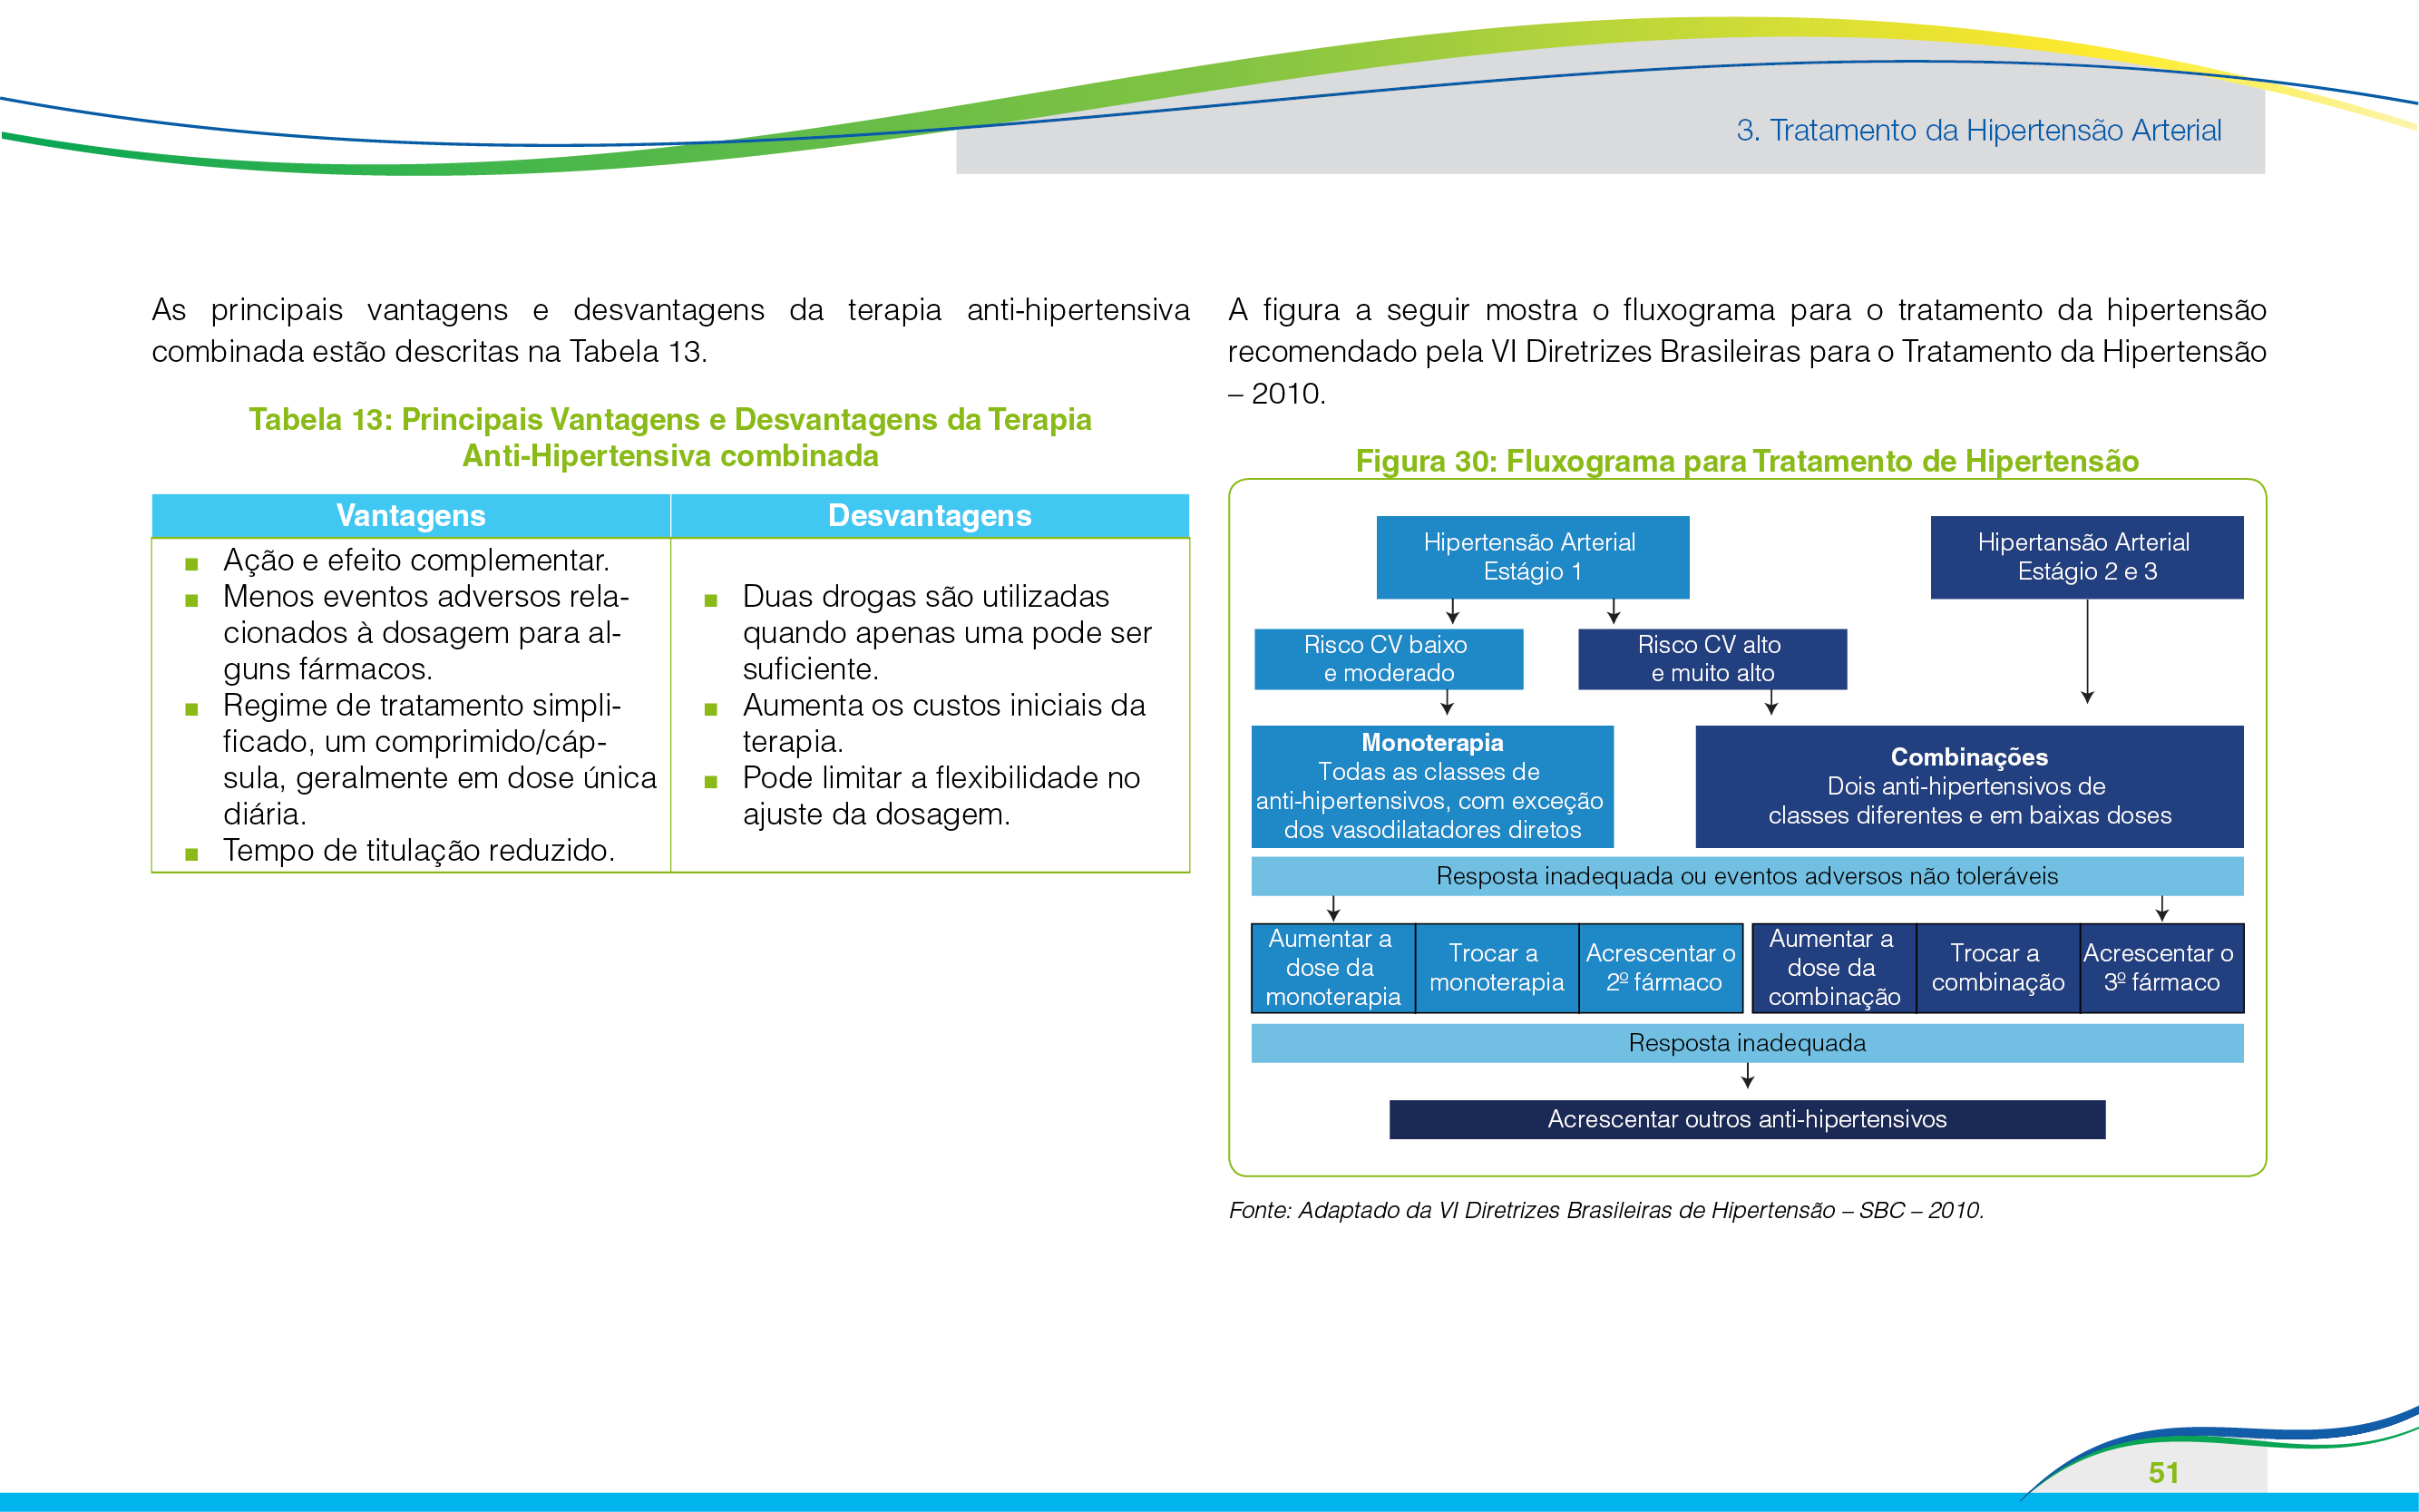 3. Tratamento da Hipertensão Arterial
As principais vantagens e desvantagens da terapia anti-hipertensiva
combinada estão descritas na Tabela 13.
Tabela 13: Principais Vantagens e Desvantagens da Terapia
Anti-Hipertensiva combinada
Vantagens
Desvantagens
■ Ação e efeito complementar.
■ Menos eventos adversos rela-
cionados à dosagem para al-
guns fármacos.
■ Regime de tratamento simpli-
ficado, um comprimido/cáp-
sula, geralmente em dose única
diária.
■ Tempo de titulação reduzido.
■ Duas drogas são utilizadas
quando apenas uma pode ser
suficiente.
■ Aumenta os custos iniciais da
terapia.
■ Pode limitar a flexibilidade no
ajuste da dosagem.
A figura a seguir mostra o fluxograma para o tratamento da hipertensão
recomendado pela VI Diretrizes Brasileiras para o Tratamento da Hipertensão
– 2010.
Figura 30: Fluxograma para Tratamento de Hipertensão
Hipertensão Arterial
Estágio 1
Hipertansão Arterial
Estágio 2 e 3
Risco CV baixo
e moderado
Risco CV alto
e muito alto
Monoterapia
Todas as classes de
anti-hipertensivos, com exceção
dos vasodilatadores diretos
Combinações
Dois anti-hipertensivos de
classes diferentes e em baixas doses
Resposta inadequada ou eventos adversos não toleráveis
Aumentar a
dose da
monoterapia
Trocar a
monoterapia
Acrescentar o
2º fármaco
Aumentar a
dose da
combinação
Trocar a
combinação
Acrescentar o
3º fármaco
Resposta inadequada
Acrescentar outros anti-hipertensivos
Fonte: Adaptado da VI Diretrizes Brasileiras de Hipertensão – SBC – 2010.
51